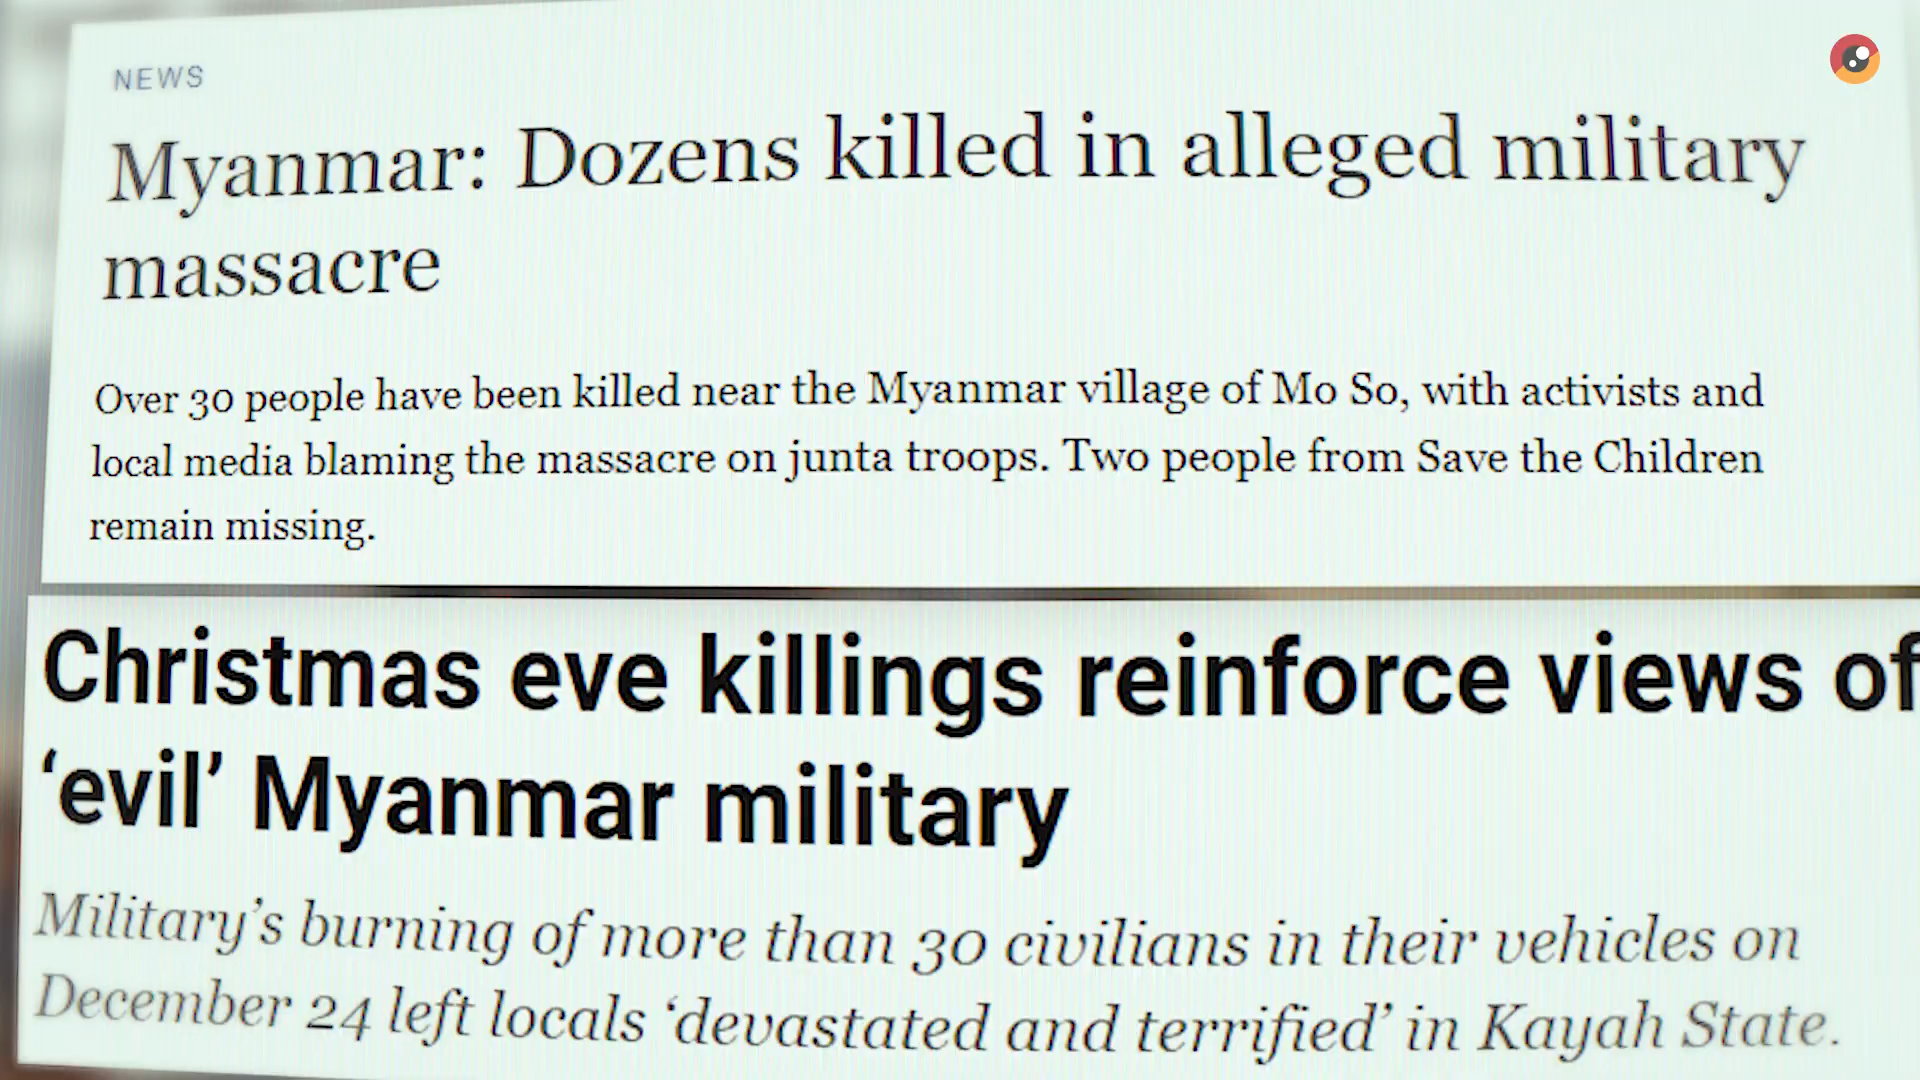 NEWS
Myanmar: Dozens killed in alleged military
massacre
Over 30 people have been killed near the Myanmar village of Mo So, with activists and
local media blaming the massacre on junta troops. Two people from Save the Children
remain missing.
Christmas eve killings reinforce views of
‘evil’ Myanmar military
Military’s burning of more than 30 civilians in their vehicles on
December 24 left locals ‘devastated and terrified’ in Kayah State.